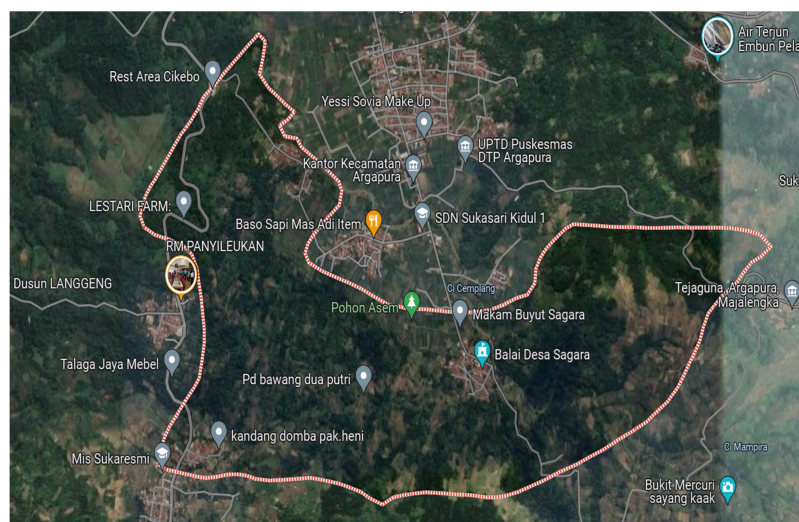 Air Terjun
Embun Pela
Rest Area Cikebo
Yessi Sovia Make Up
UPTD Puskesmas
DTP Argapura
Kantor Kecamatan
Argapura
Suk
LESTARI FARM:
Baso Sapi Mas Adi Item
SDN Sukasari Kidul 1
RM PANYILEUKAN
Dusun LANGGENG
Ci Cemplang
Tejaguna, Argapura,
Majalengka
Pohon Asem
Makam Buyut Sagara
Balai Desa Sagara
Talaga Jaya Mebel
Pd bawang dua putri
kandang domba pak.heni
Mis Sukaresmi
Ci Mampira
Bukit Mercuri
sayang kaak